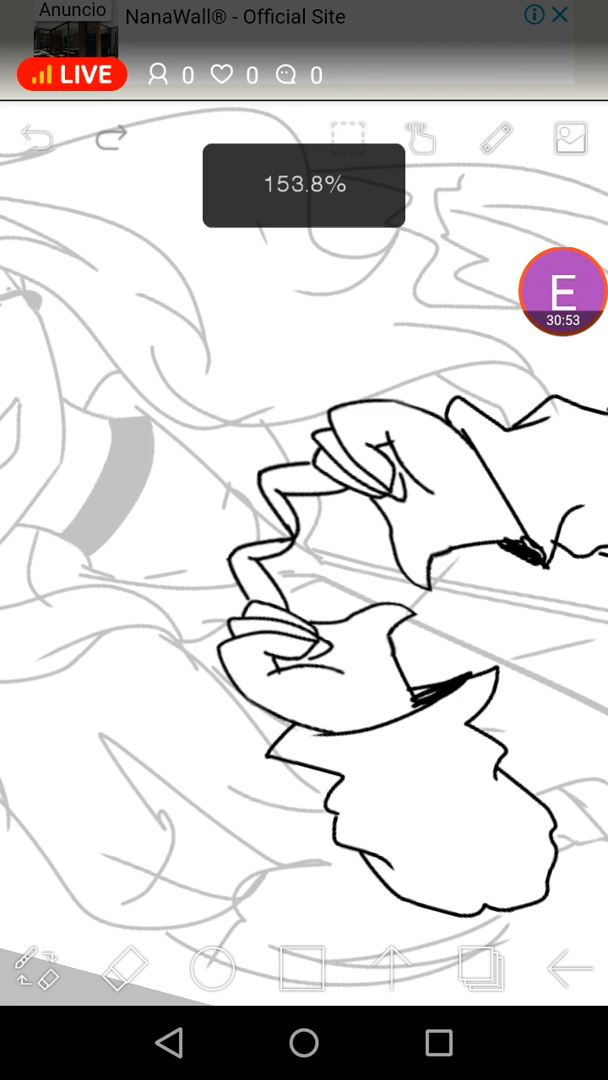 Anuncio
NanaWall® - Official Site
LIVE
0
0
0
153.8%
E
30:53